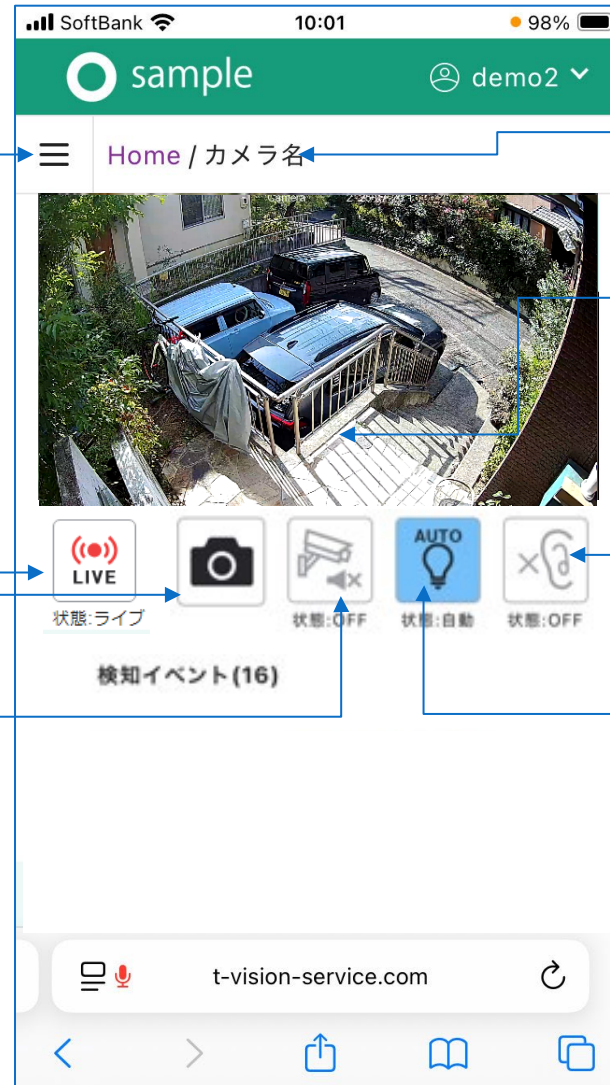 SoftBank 10:01 98%
sample demo2
Home / カメラ名
Camera
LIVE AUTO
状態:ライブ 状態:OFF 状態:自動 状態:OFF
検知イベント(16)
t-vision-service.com